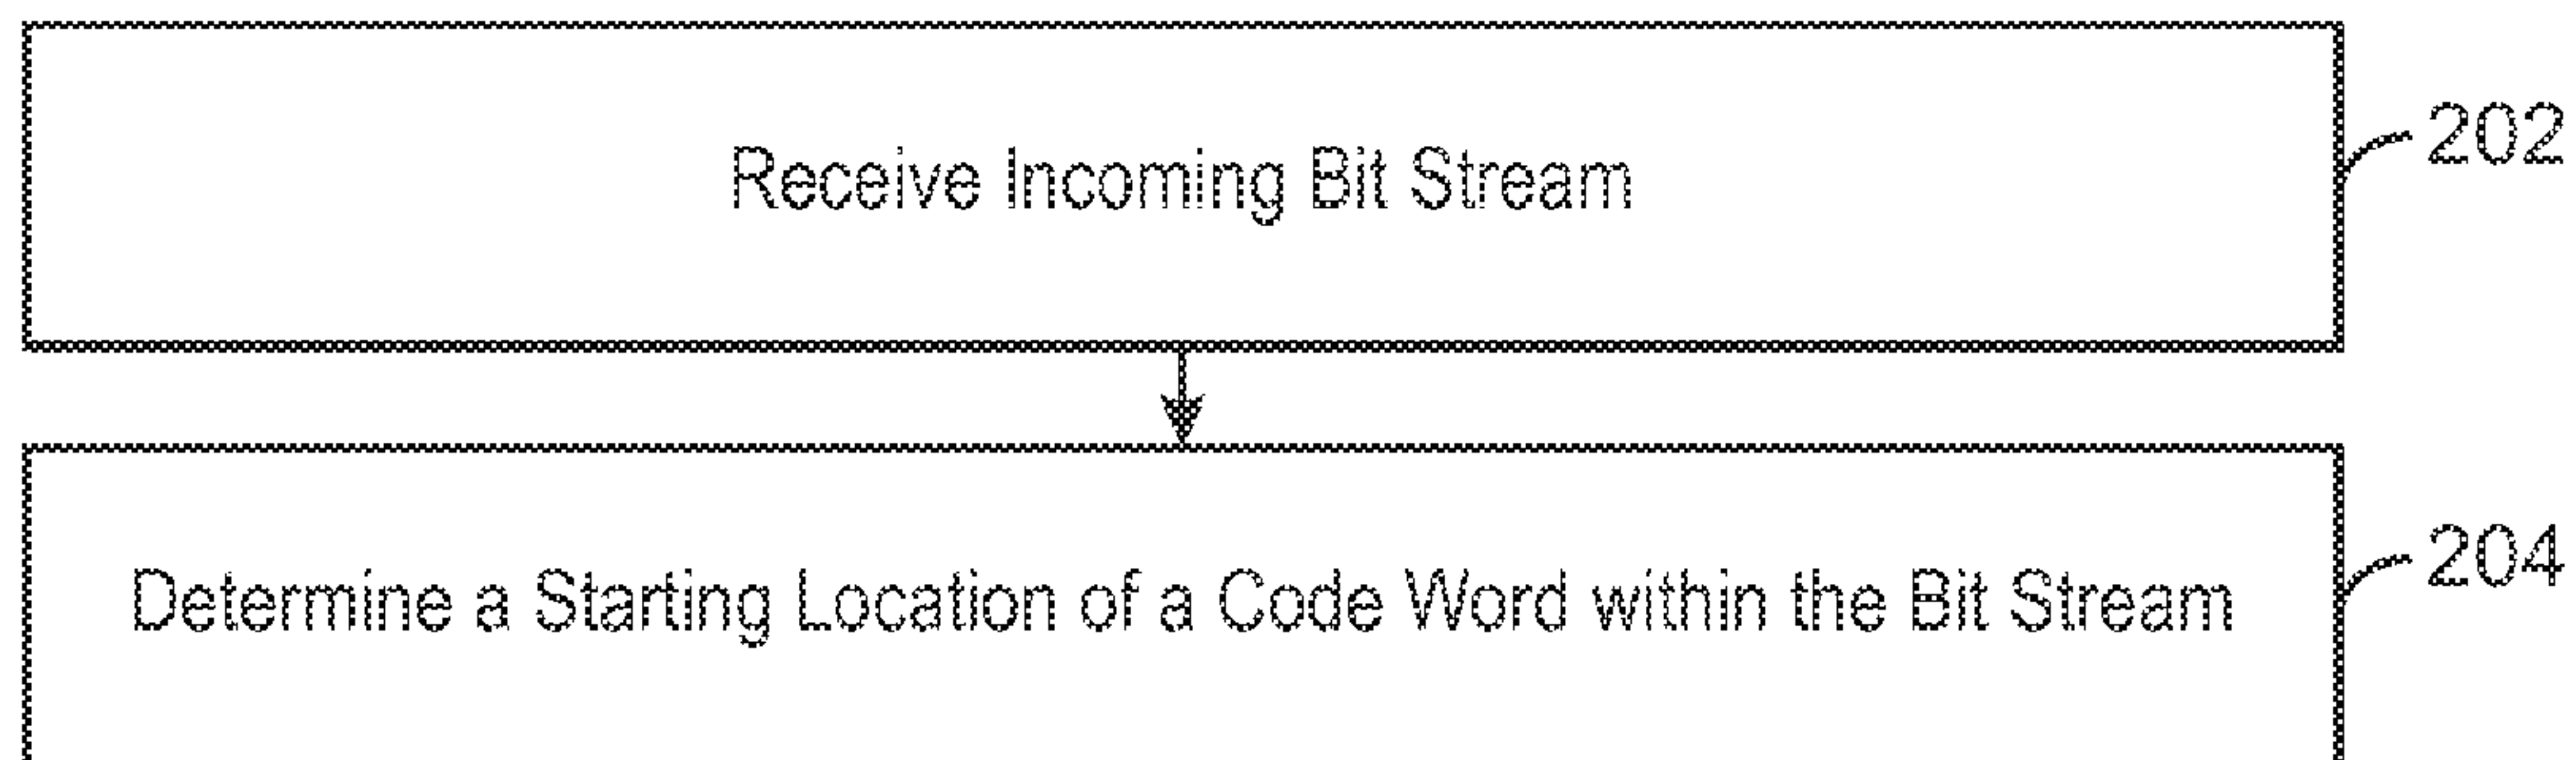 Receive Incoming Bit Stream
202
Determine a Starting Location of a Code Word within the Bit Stream
204